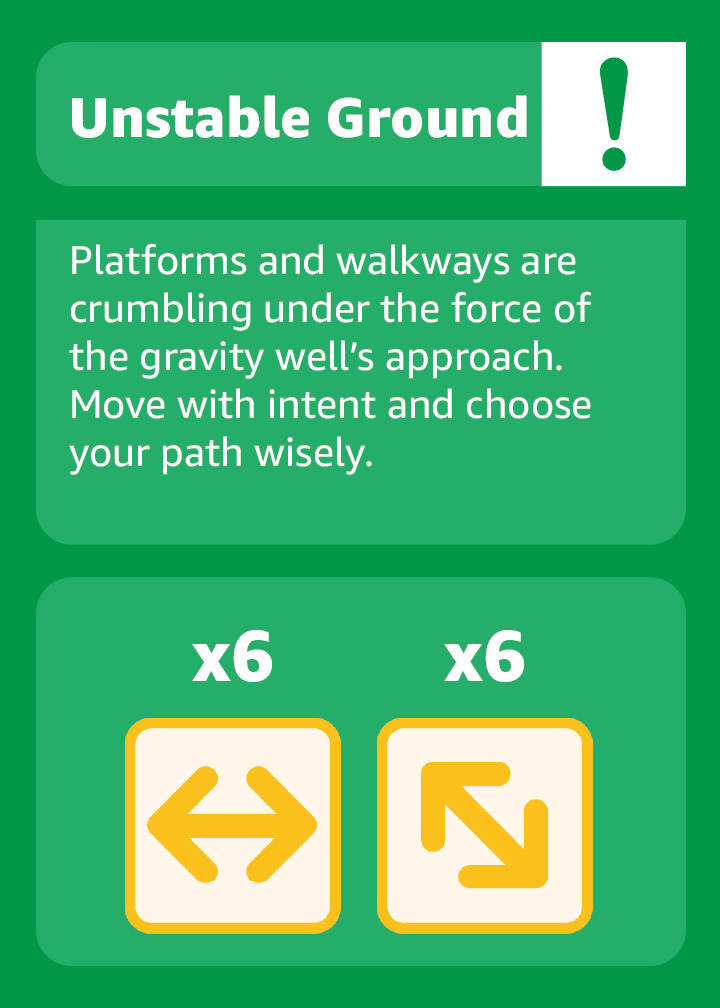 Unstable Ground
!
Platforms and walkways are
crumbling under the force of
the gravity well’s approach.
Move with intent and choose
your path wisely.
x6 x6